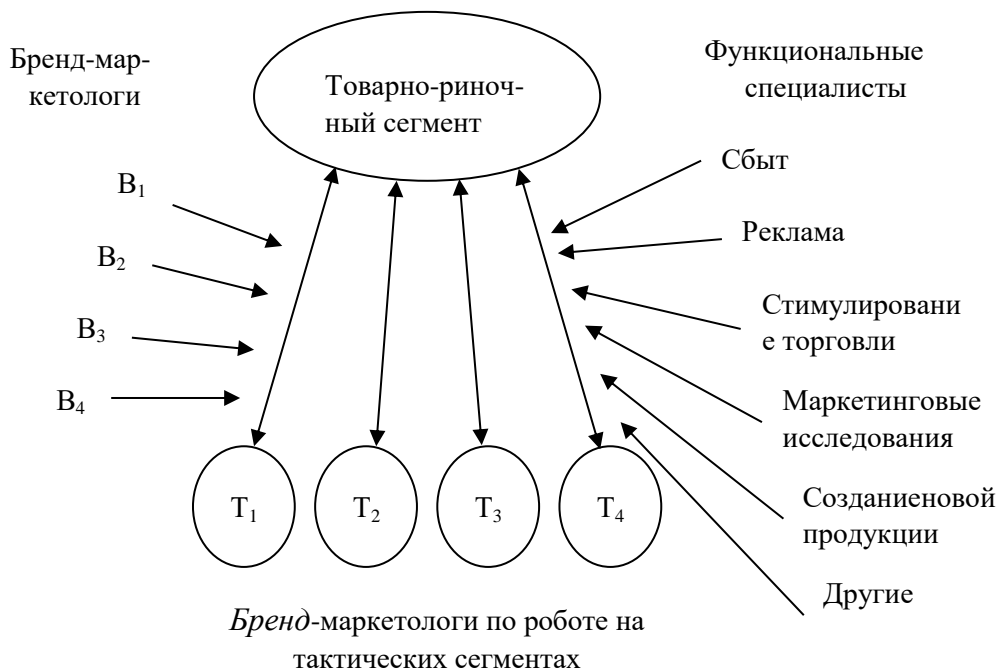 Бренд-мар-
кетологи
Товарно-риноч-
ный сегмент
Функциональные
специалисты
B₁
B₂
B₃
B₄
Сбыт
Реклама
Стимулировани
е торговли
Маркетинговые
исследования
Созданиеновой
продукции
Другие
T₁
T₂
T₃
T₄
Бренд-маркетологи по роботе на
тактических сегментах